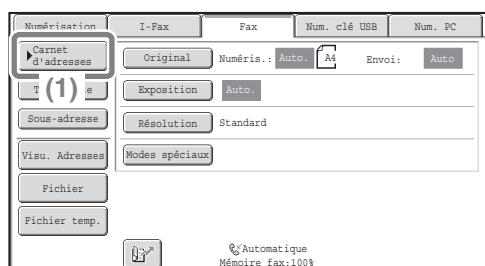 Numérisation
I-Fax
Fax
Num. clé USB
Num. PC
Carnet
d'adresses
Original
Numéris.:
Auto.
A4
Envoi:
Auto
(1)
Exposition
Auto.
Sous-adresse
Résolution
Standard
Visu. Adresses
Modes spéciaux
Fichier
Fichier temp.
Automatique
Mémoire fax:100%